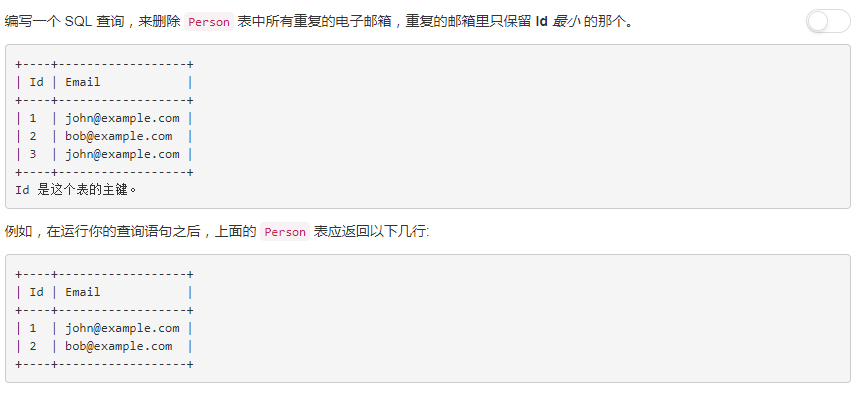 编写一个 SQL 查询，来删除 Person 表中所有重复的电子邮箱，重复的邮箱里只保留 Id 最小 的那个。
+----+------------------+
| Id | Email            |
+----+------------------+
| 1  | john@example.com |
| 2  | bob@example.com  |
| 3  | john@example.com |
+----+------------------+
Id 是这个表的主键。
例如，在运行你的查询语句之后，上面的 Person 表应返回以下几行:
+----+------------------+
| Id | Email            |
+----+------------------+
| 1  | john@example.com |
| 2  | bob@example.com  |
+----+------------------+